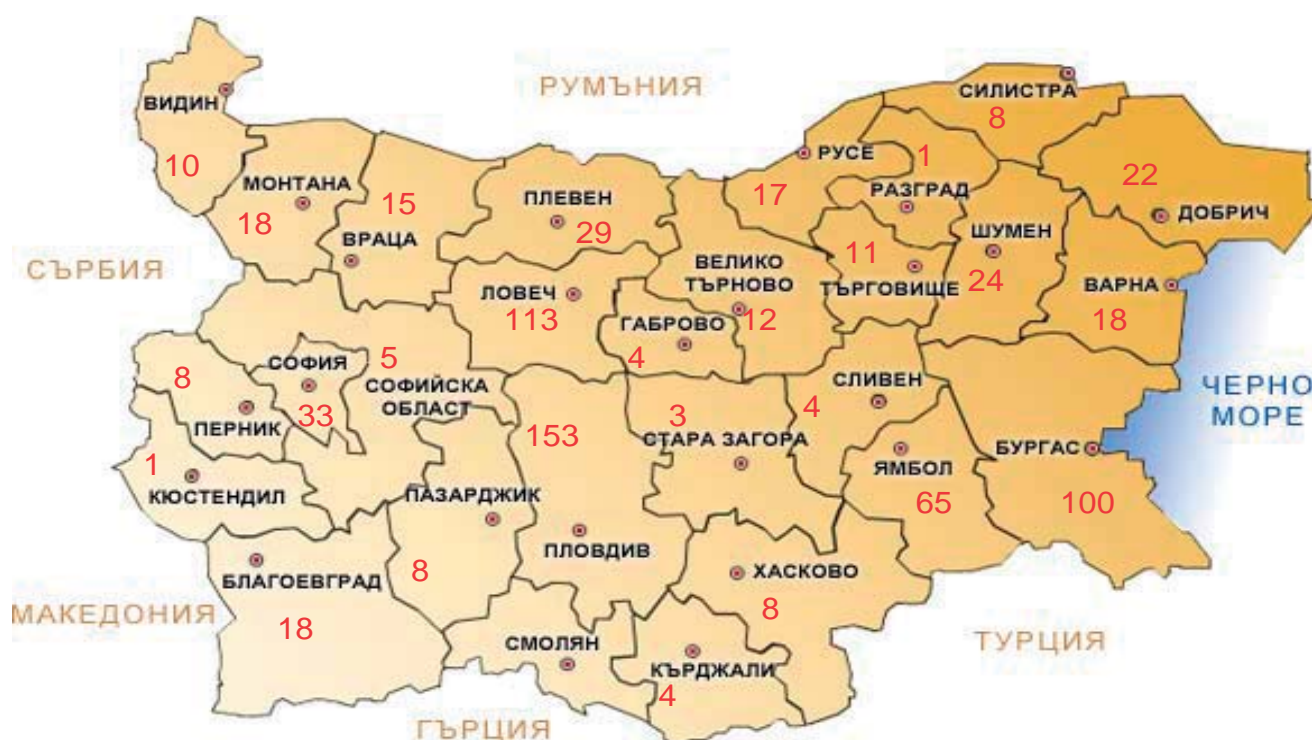 РУМЪНИЯ
ВИДИН
10
МОНТАНА
18
15
ВРАЦА
ПЛЕВЕН
29
РУСЕ
17
СИЛИСТРА
8
1
РАЗГРАД
22
ДОБРИЧ
ШУМЕН
24
11
ТЪРГОВИЩЕ
ВАРНА
18
СЪРБИЯ
ЛОВЕЧ
113
ВЕЛИКО
ТЪРНОВО
12
ГАБРОВО
4
5
СОФИЯ
33
СОФИЙСКА
ОБЛАСТ
8
ПЕРНИК
1
КЮСТЕНДИЛ
153
ПЛОВДИВ
3
СТАРА ЗАГОРА
СЛИВЕН
4
ЯМБОЛ
65
БУРГАС
100
ЧЕРНО
МОРЕ
ПАЗАРДЖИК
8
БЛАГОЕВГРАД
18
ХАСКОВО
8
МАКЕДОНИЯ
СМОЛЯН
КЪРДЖАЛИ
4
ТУРЦИЯ
ГЪРЦИЯ